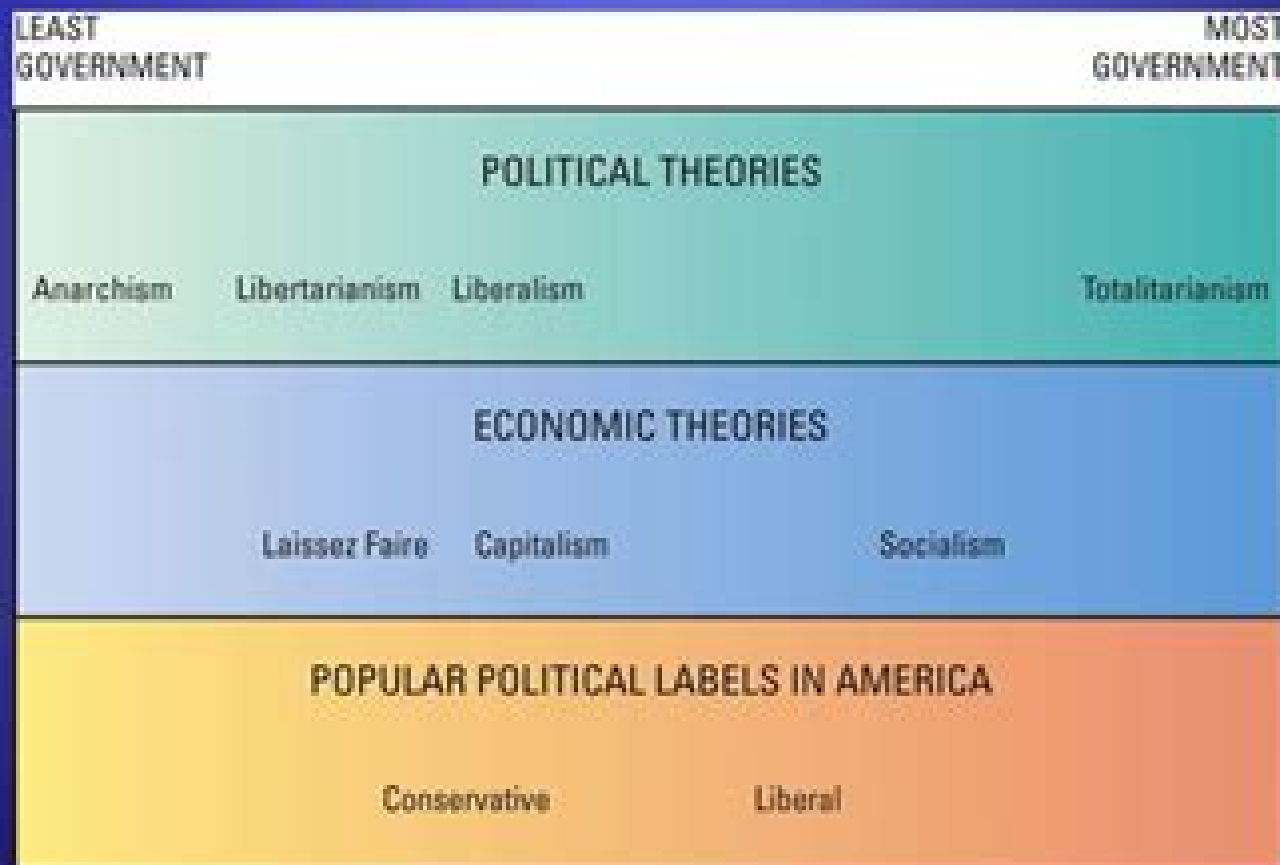 LEAST MOST
GOVERNMENT GOVERNMENT
POLITICAL THEORIES
Anarchism Libertarianism Liberalism Totalitarianism
ECONOMIC THEORIES
Laissez Faire Capitalism Socialism
POPULAR POLITICAL LABELS IN AMERICA
Conservative Liberal